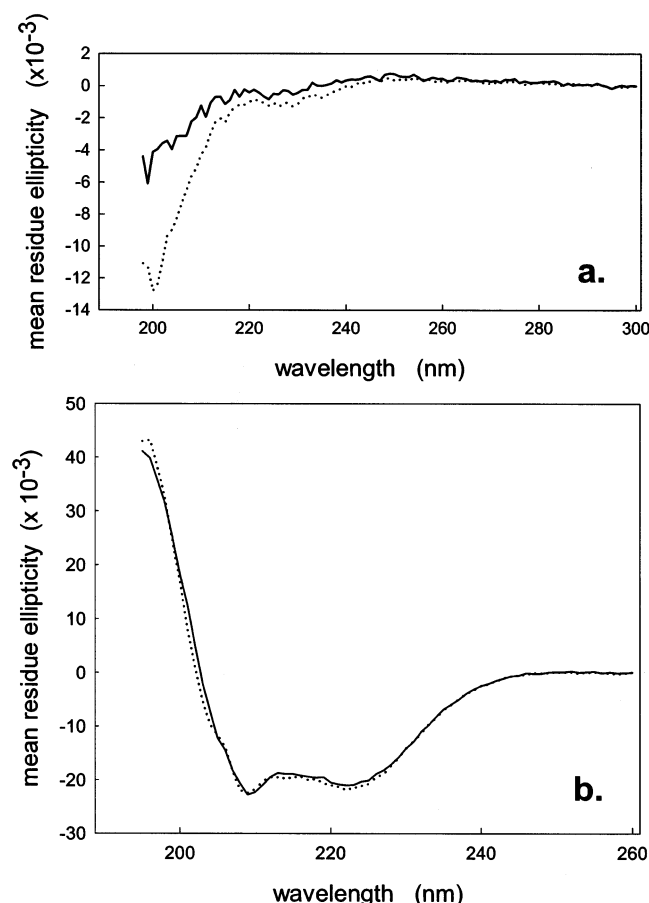 mean residue ellipticity (x10-3)
2
0
-2
-4
-6
-8
-10
-12
-14
200 220 240 260 280 300
a.
wavelength (nm)
mean residue ellipticity (x 10-3)
50
40
30
20
10
0
-10
-20
-30
200 220 240 260
b.
wavelength (nm)